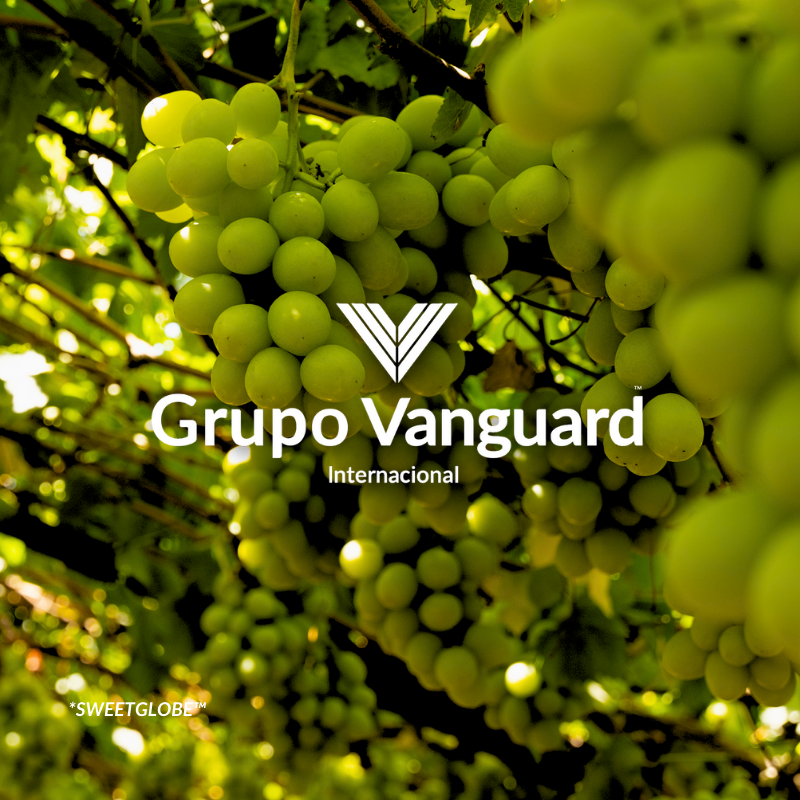 Grupo Vanguard™
Internacional
*SWEETGLOBE™